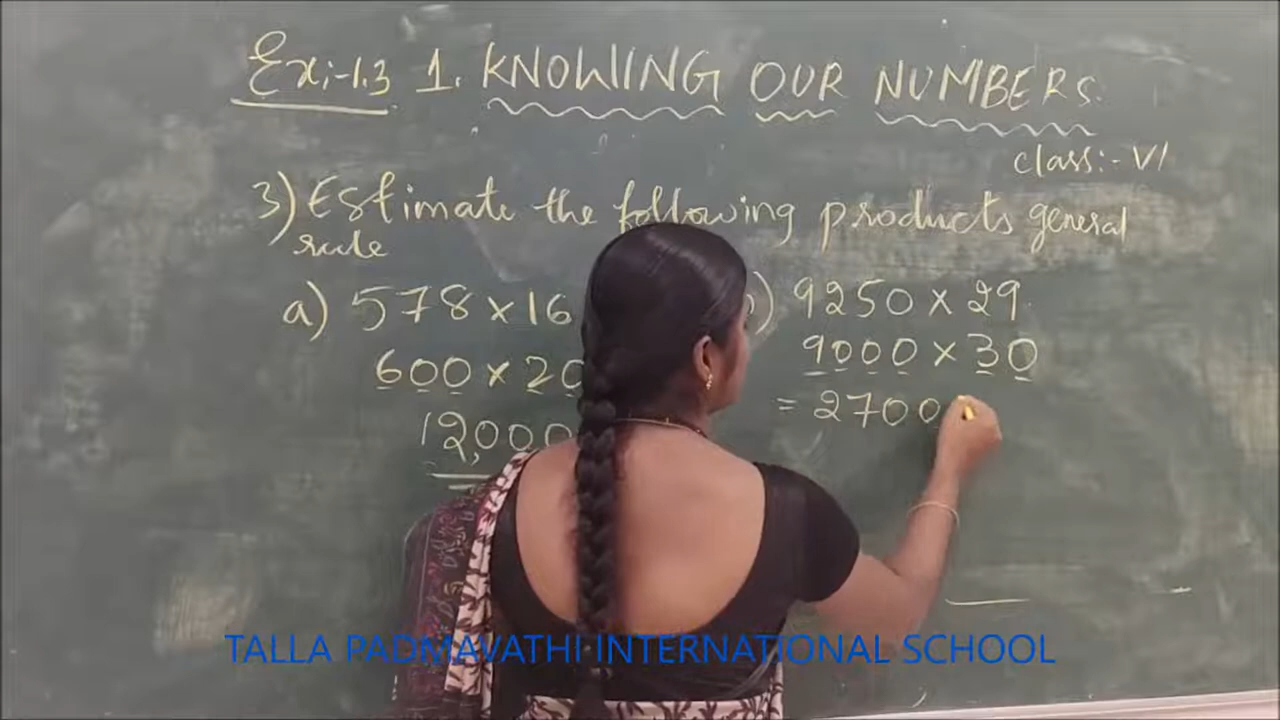 Ex:-1.3 1. KNOWING OUR NUMBERS.
class:- VI
3) Estimate the following products general
rule
a) 578 × 16
600 × 20
12,000
) 9250 × 29
9000 × 30
= 2700
TALLA PADMAVATHI INTERNATIONAL SCHOOL